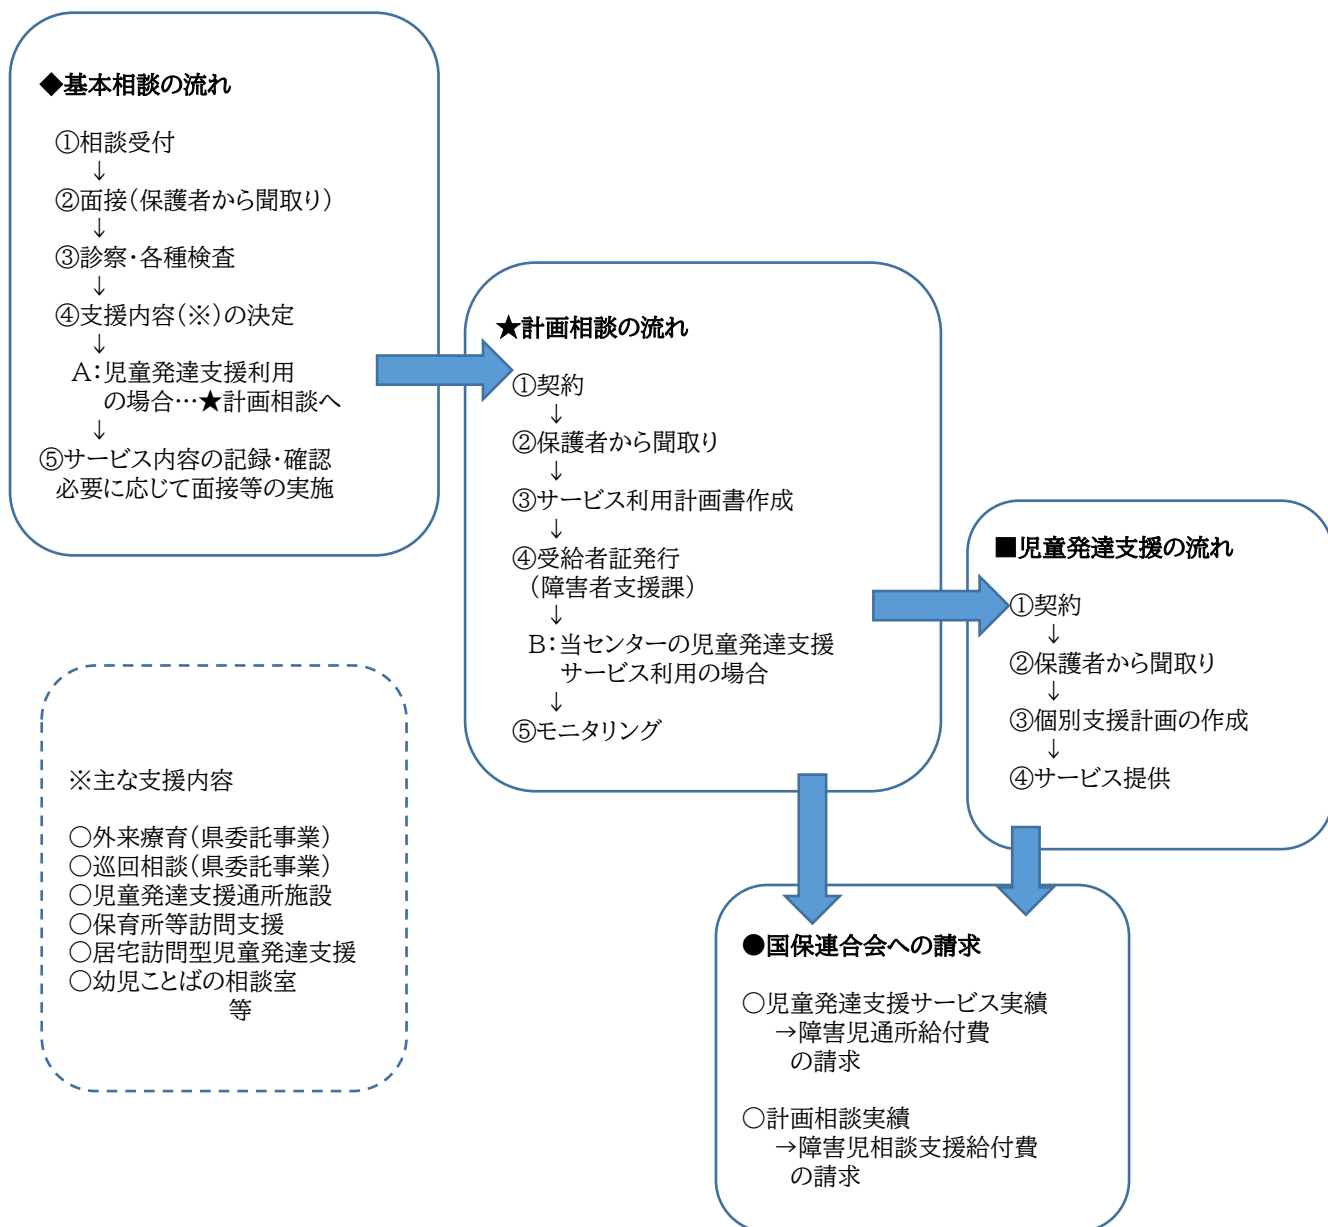 ◆基本相談の流れ
①相談受付
↓
②面接(保護者から聞取り)
↓
③診察・各種検査
↓
④支援内容(※)の決定
↓
A:児童発達支援利用
の場合…★計画相談へ
↓
⑤サービス内容の記録・確認
必要に応じて面接等の実施
★計画相談の流れ
①契約
↓
②保護者から聞取り
↓
③サービス利用計画書作成
↓
④受給者証発行
(障害者支援課)
↓
B:当センターの児童発達支援
サービス利用の場合
↓
⑤モニタリング
■児童発達支援の流れ
①契約
↓
②保護者から聞取り
↓
③個別支援計画の作成
↓
④サービス提供
※主な支援内容
○外来療育(県委託事業)
○巡回相談(県委託事業)
○児童発達支援通所施設
○保育所等訪問支援
○居宅訪問型児童発達支援
○幼児ことばの相談室
等
●国保連合会への請求
○児童発達支援サービス実績
→障害児通所給付費
の請求
○計画相談実績
→障害児相談支援給付費
の請求